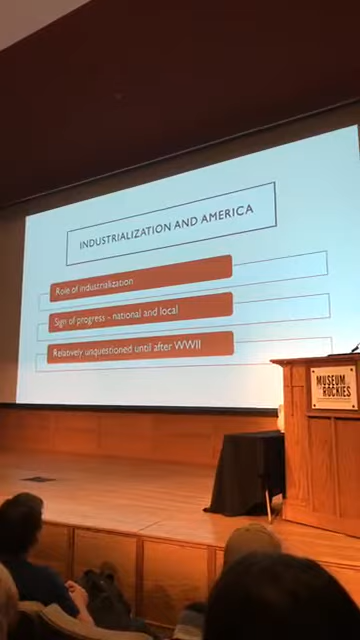 INDUSTRIALIZATION AND AMERICA
Role of industrialization
Sign of progress - national and local
Relatively unquestioned until after WWII
MUSEUM
ROCKIES